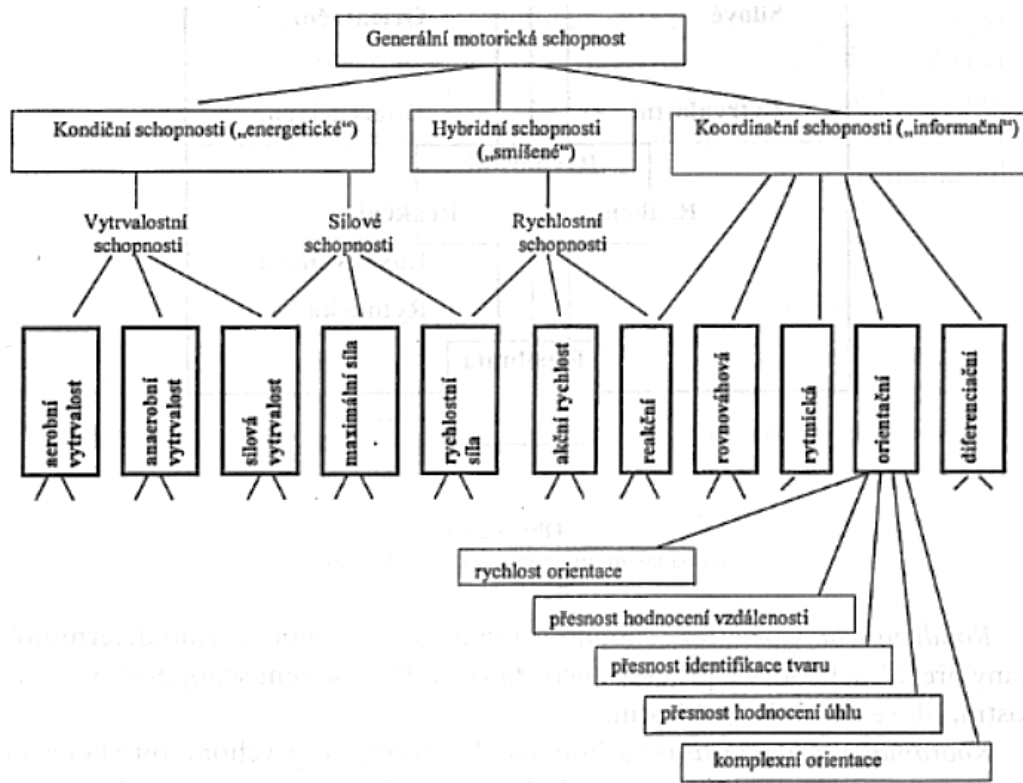 Generální motorická schopnost
Kondiční schopnosti („energetické“)
Hybridní schopnosti
(„smíšené“)
Koordinační schopnosti („informační“)
Vytrvalostní
schopnosti
Silové
schopnosti
Rychlostní
schopnosti
aerobní
vytrvalost
anaerobní
vytrvalost
silová
vytrvalost
maximální síla
rychlostní
síla
akční rychlost
reakční
rovnováhová
rytmická
orientační
diferenciační
rychlost orientace
přesnost hodnocení vzdálenosti
přesnost identifikace tvaru
přesnost hodnocení úhlu
komplexní orientace